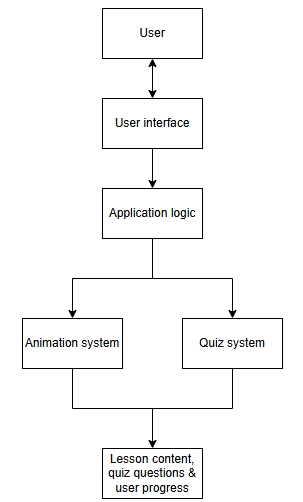 User
User interface
Application logic
Animation system
Quiz system
Lesson content,
quiz questions &
user progress